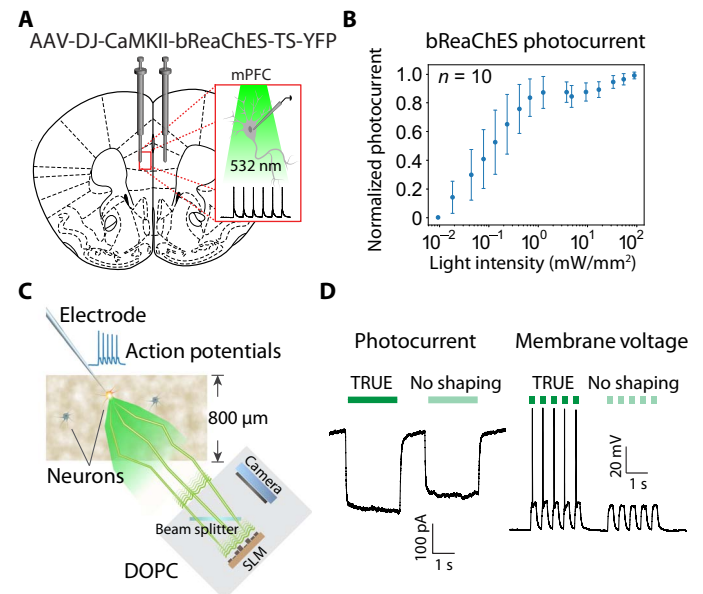 A
AAV-DJ-CaMKII-bReaChES-TS-YFP
mPFC
532 nm
B
bReaChES photocurrent
n = 10
Normalized photocurrent
1.0
0.8
0.6
0.4
0.2
0
10⁻² 10⁻¹ 10⁰ 10¹ 10²
Light intensity (mW/mm²)
C
Electrode
Action potentials
800 µm
Neurons
Camera
Beam splitter
SLM
DOPC
D
Photocurrent
TRUE No shaping
100 pA
1 s
Membrane voltage
TRUE No shaping
20 mV
1 s